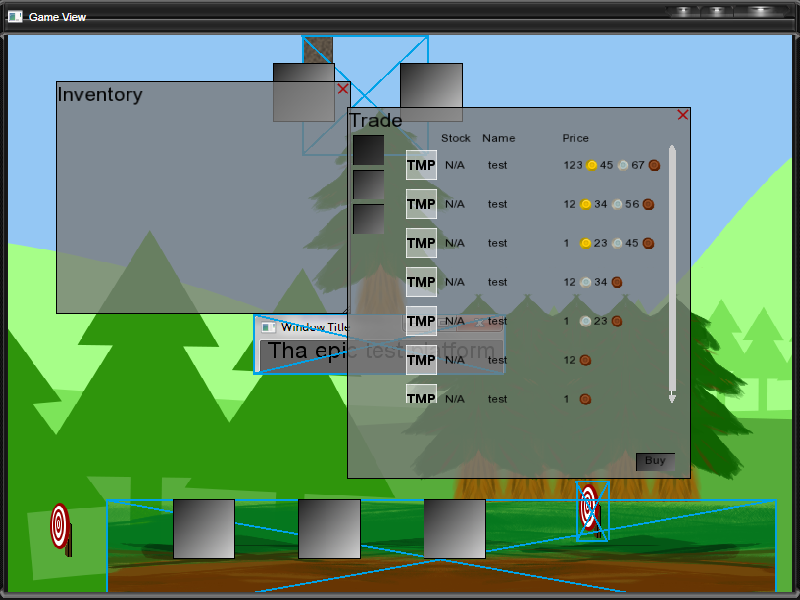 Game View
Inventory
Trade
Stock Name Price
TMP N/A test 123 45 67
TMP N/A test 12 34 56
TMP N/A test 1 23 45
TMP N/A test 12 34
TMP N/A test 1 23
TMP N/A test 12
TMP N/A test 1
Window Title
Tha epic test platform
Buy